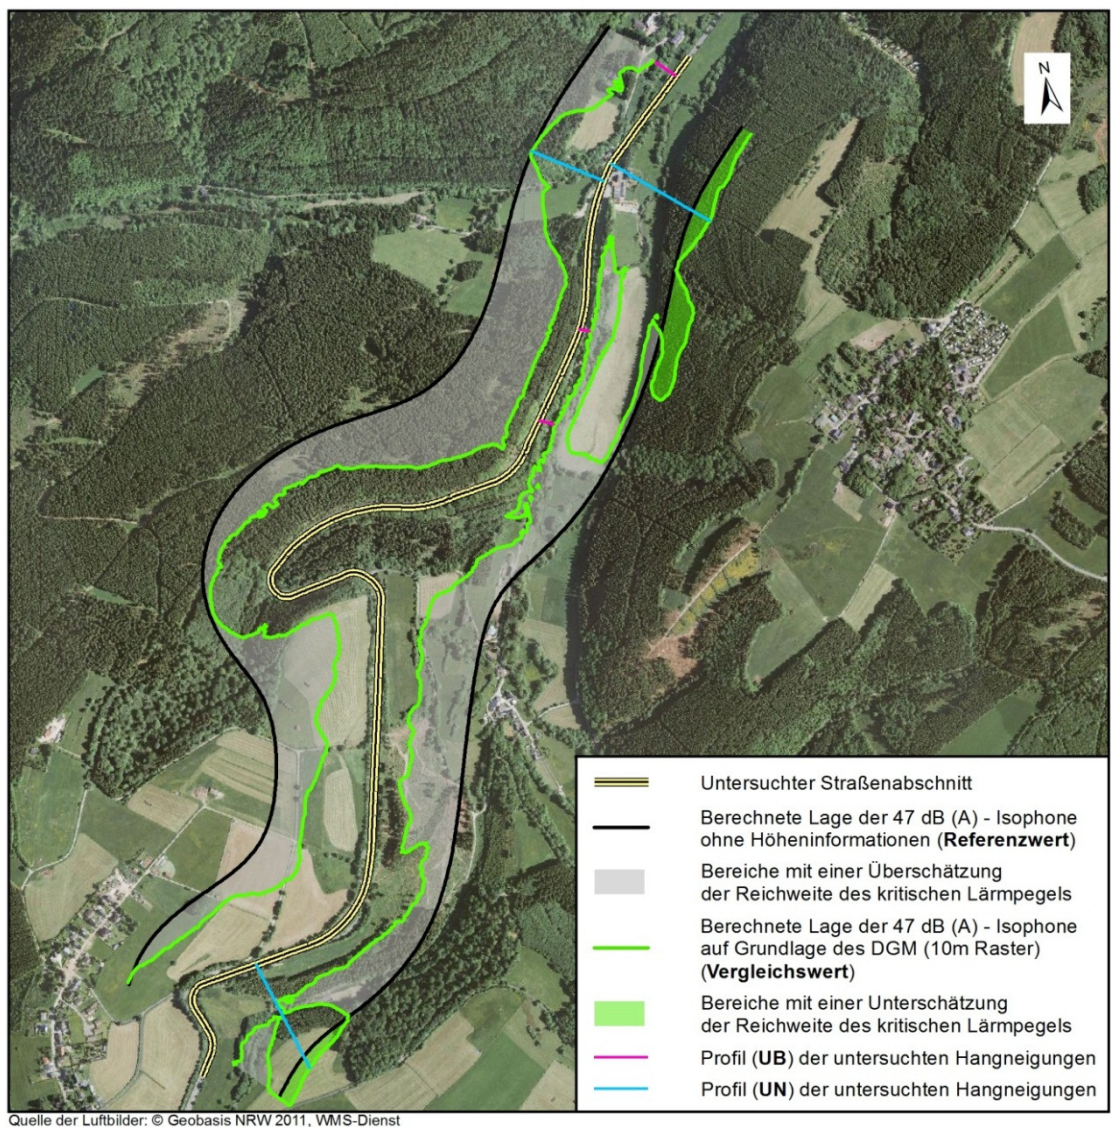 N
Untersuchter Straßenabschnitt
Berechnete Lage der 47 dB (A) - Isophone
ohne Höheninformationen (Referenzwert)
Bereiche mit einer Überschätzung
der Reichweite des kritischen Lärmpegels
Berechnete Lage der 47 dB (A) - Isophone
auf Grundlage des DGM (10m Raster)
(Vergleichswert)
Bereiche mit einer Unterschätzung
der Reichweite des kritischen Lärmpegels
Profil (UB) der untersuchten Hangneigungen
Profil (UN) der untersuchten Hangneigungen
Quelle der Luftbilder: © Geobasis NRW 2011, WMS-Dienst